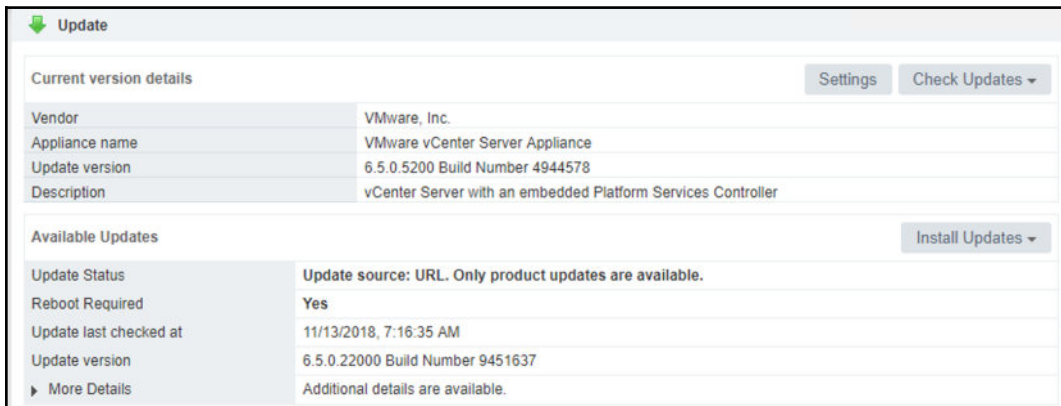 Update
Current version details Settings Check Updates
Vendor VMware, Inc.
Appliance name VMware vCenter Server Appliance
Update version 6.5.0.5200 Build Number 4944578
Description vCenter Server with an embedded Platform Services Controller
Available Updates Install Updates
Update Status Update source: URL. Only product updates are available.
Reboot Required Yes
Update last checked at 11/13/2018, 7:16:35 AM
Update version 6.5.0.22000 Build Number 9451637
More Details Additional details are available.